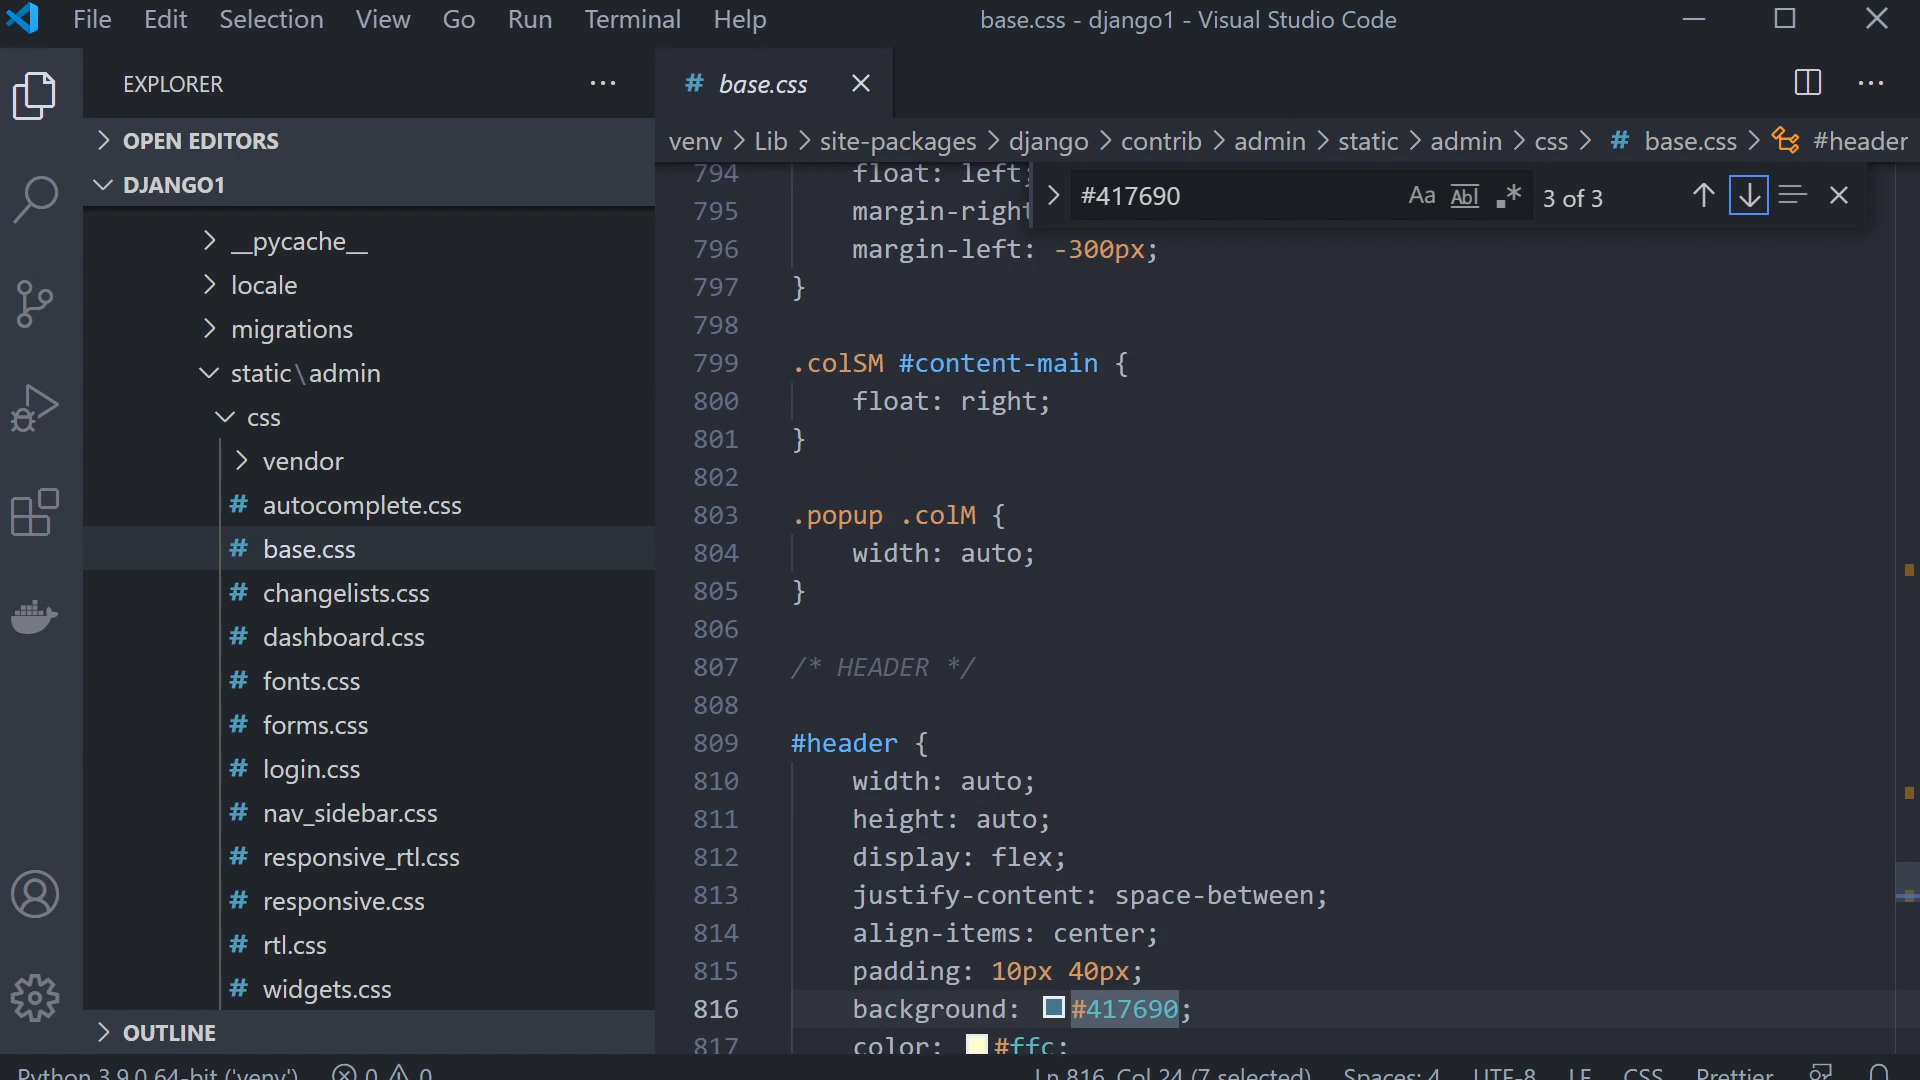 File Edit Selection View Go Run Terminal Help base.css - django1 - Visual Studio Code
EXPLORER ...
OPEN EDITORS
DJANGO1
__pycache__
locale
migrations
static\admin
css
vendor
# autocomplete.css
# base.css
# changelists.css
# dashboard.css
# fonts.css
# forms.css
# login.css
# nav_sidebar.css
# responsive_rtl.css
# responsive.css
# rtl.css
# widgets.css
OUTLINE
# base.css
venv > Lib > site-packages > django > contrib > admin > static > admin > css > # base.css > #header
#417690 Aa Abl .* 3 of 3
794 float: left;
795 margin-right
796 margin-left: -300px;
797 }
798
799 .colSM #content-main {
800 float: right;
801 }
802
803 .popup .colM {
804 width: auto;
805 }
806
807 /* HEADER */
808
809 #header {
810 width: auto;
811 height: auto;
812 display: flex;
813 justify-content: space-between;
814 align-items: center;
815 padding: 10px 40px;
816 background: #417690;
817 color: #ffc;
Python 3.9.0 64-bit ('venv') 0 0 Ln 816, Col 24 (7 selected) Spaces: 4 UTF-8 LF CSS Prettier